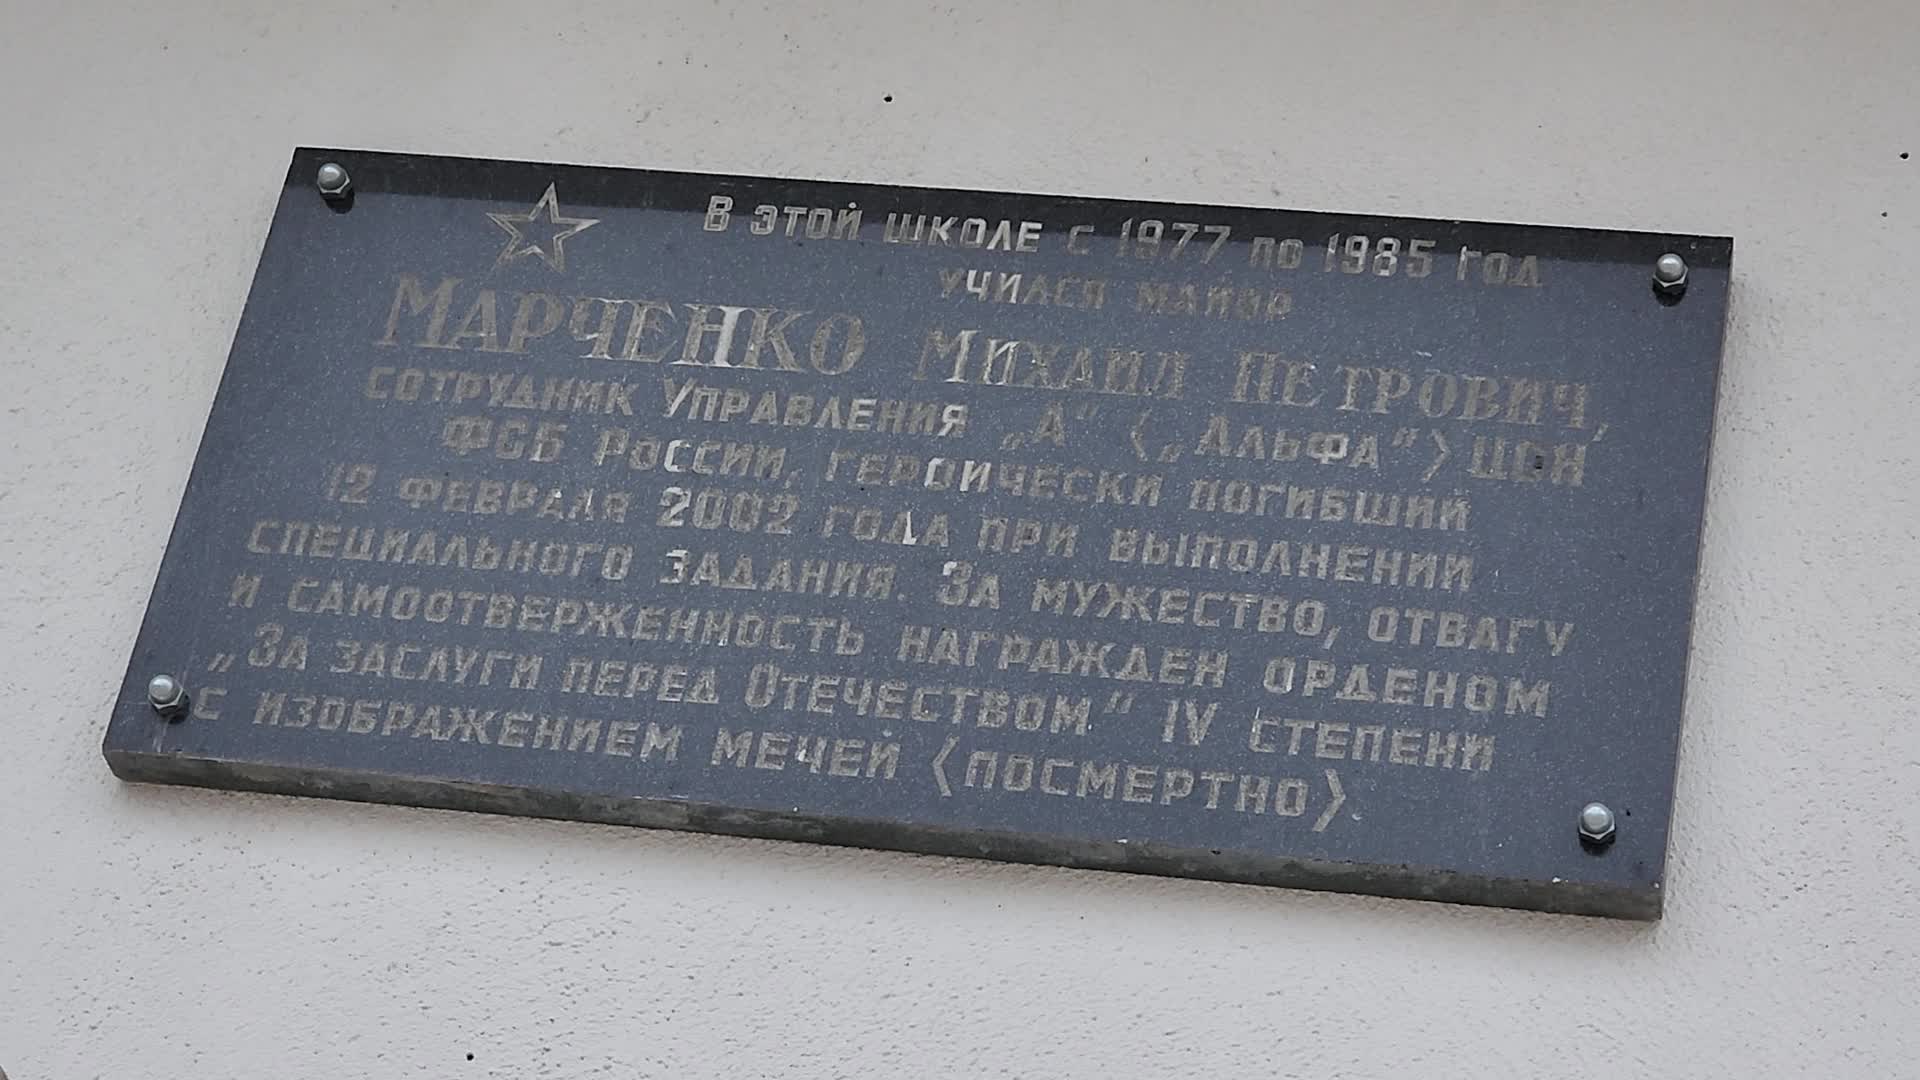 В ЭТОЙ ШКОЛЕ С 1977 ПО 1985 ГОД
УЧИЛСЯ МАЙОР
МАРЧЕНКО МИХАИЛ ПЕТРОВИЧ,
СОТРУДНИК УПРАВЛЕНИЯ „А“ („АЛЬФА“) ЦСН
ФСБ РОССИИ, ГЕРОИЧЕСКИ ПОГИБШИЙ
12 ФЕВРАЛЯ 2002 ГОДА ПРИ ВЫПОЛНЕНИИ
СПЕЦИАЛЬНОГО ЗАДАНИЯ. ЗА МУЖЕСТВО, ОТВАГУ
И САМООТВЕРЖЕННОСТЬ НАГРАЖДЕН ОРДЕНОМ
„ЗА ЗАСЛУГИ ПЕРЕД ОТЕЧЕСТВОМ“ IV СТЕПЕНИ
С ИЗОБРАЖЕНИЕМ МЕЧЕЙ (ПОСМЕРТНО).